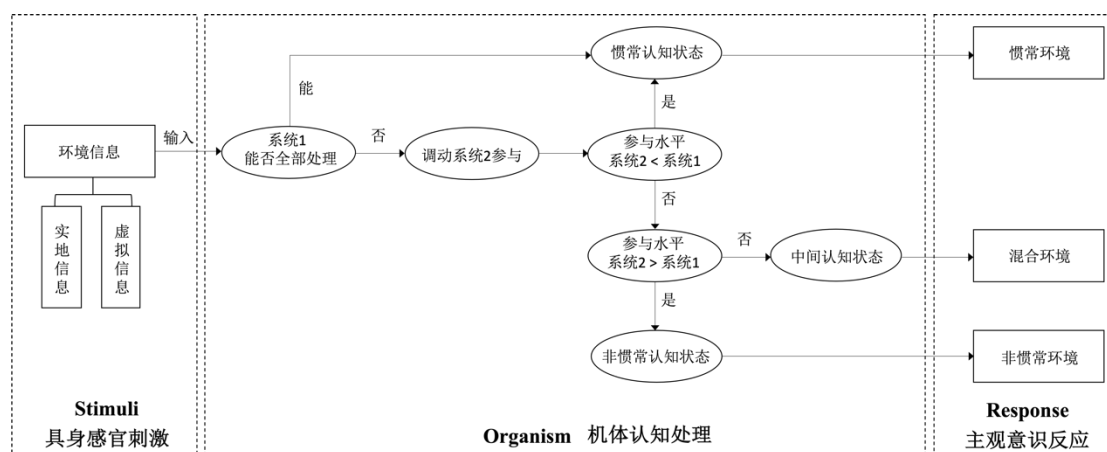 环境信息
实地信息
虚拟信息
Stimuli
具身感官刺激
输入
系统1
能否全部处理
能
否
调动系统2参与
惯常认知状态
是
参与水平
系统2 < 系统1
否
参与水平
系统2 > 系统1
否
中间认知状态
是
非惯常认知状态
Organism 机体认知处理
惯常环境
混合环境
非惯常环境
Response
主观意识反应